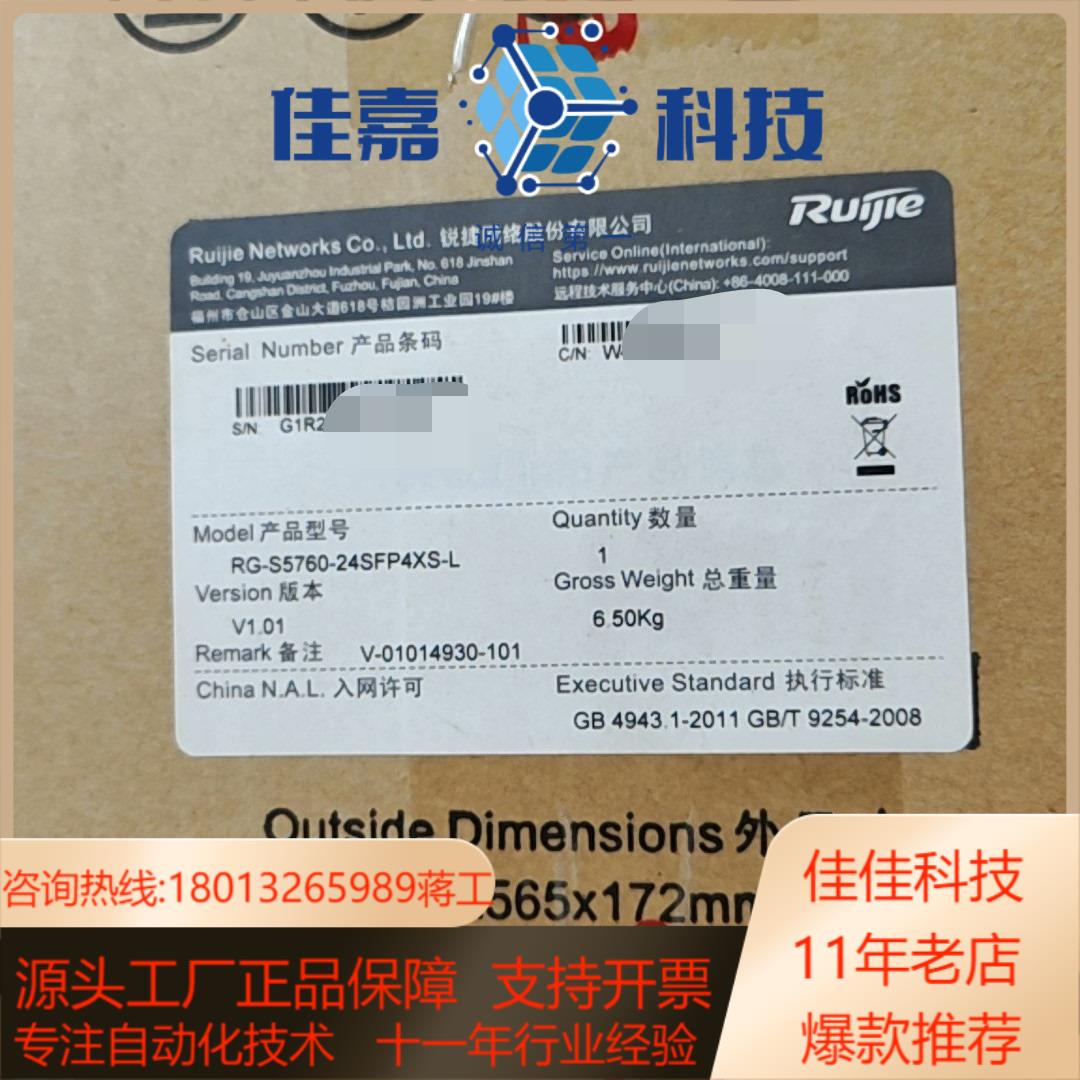 佳嘉 科技
诚信第一
Ruijie
Ruijie Networks Co., Ltd. 锐捷网络股份有限公司
Building 19, Juyuanzhou Industrial Park, No. 618 Jinshan
Road, Cangshan District, Fuzhou, Fujian, China
福州市仓山区金山大道618号桔园洲工业园19#楼
Service Online(International):
https://www.ruijienetworks.com/support
远程技术服务中心(China): +86-4008-111-000
Serial Number 产品条码
S/N: G1R2
C/N: W
RoHS
Model 产品型号
RG-S5760-24SFP4XS-L
Version 版本
V1.01
Remark 备注 V-01014930-101
Quantity 数量
1
Gross Weight 总重量
6.50Kg
China N.A.L. 入网许可
Executive Standard 执行标准
GB 4943.1-2011 GB/T 9254-2008
Outside Dimensions 外
565x172mm
咨询热线:18013265989蒋工
源头工厂正品保障 支持开票
专注自动化技术 十一年行业经验
佳佳科技
11年老店
爆款推荐